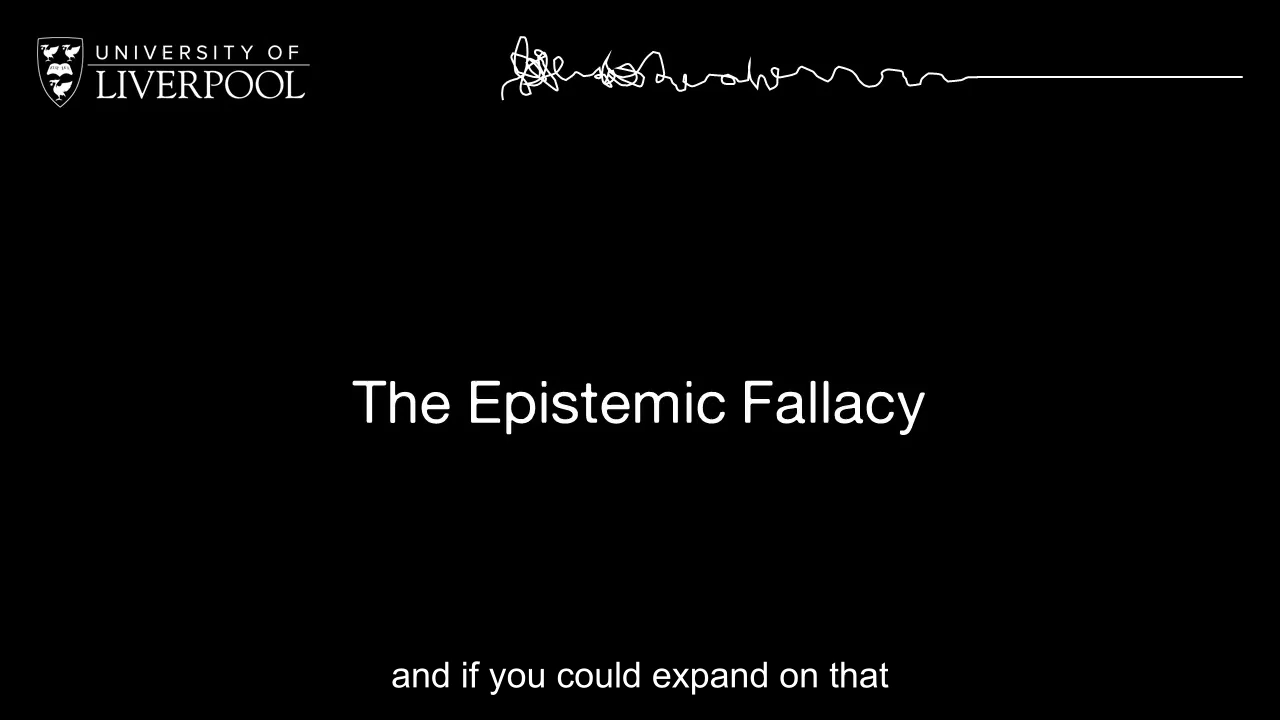 UNIVERSITY OF
LIVERPOOL
The Epistemic Fallacy
and if you could expand on that